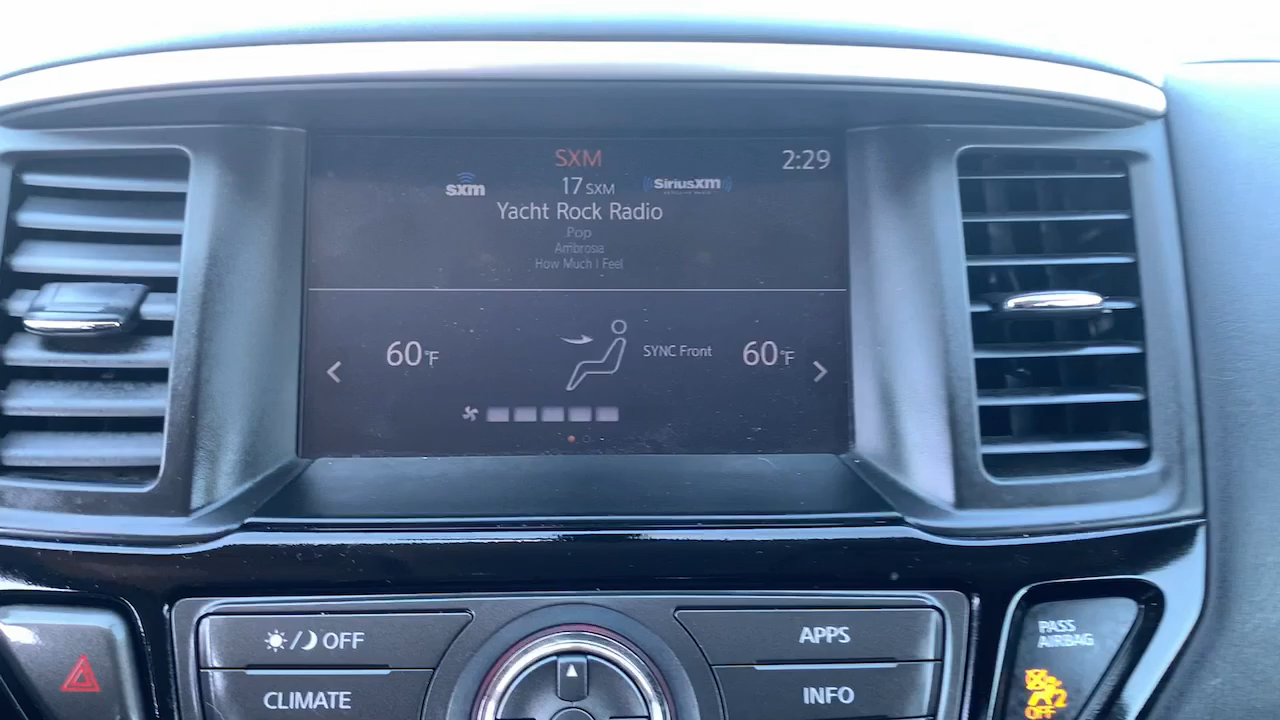 SXM
2:29
sxm
17 SXM
SiriusXM
Yacht Rock Radio
Pop
Ambrosia
How Much I Feel
60°F
SYNC Front
60°F
OFF
APPS
CLIMATE
INFO
PASS
AIRBAG
2
OFF